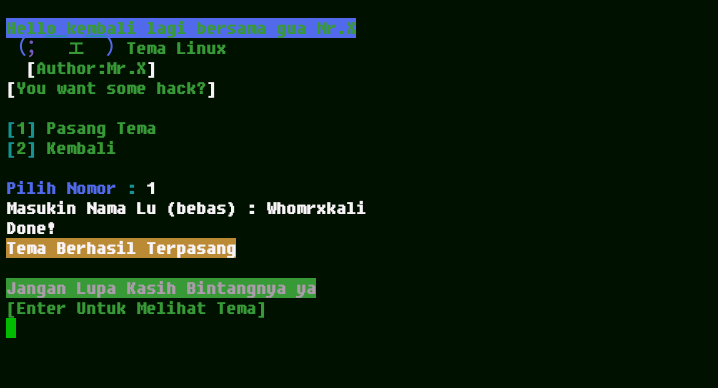 Hello kembali lagi bersama gua Mr.X
(; エ ) Tema Linux
[Author:Mr.X]
[You want some hack?]
[1] Pasang Tema
[2] Kembali
Pilih Nomor : 1
Masukin Nama Lu (bebas) : Whomrxkali
Done!
Tema Berhasil Terpasang
Jangan Lupa Kasih Bintangnya ya
[Enter Untuk Melihat Tema]